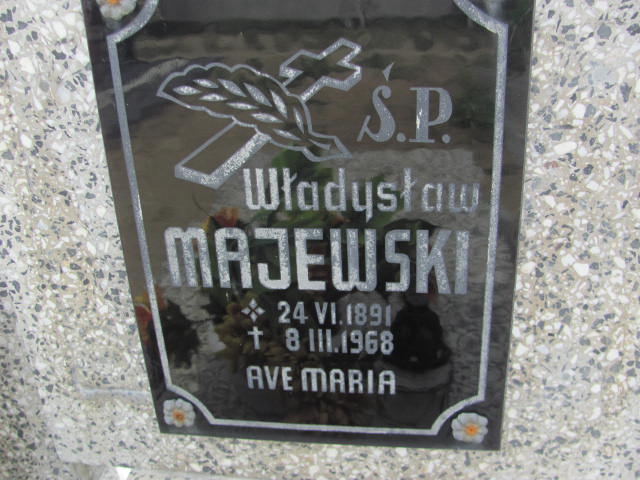 Ś.P.
Władysław
MAJEWSKI
24 VI.1891
✝ 8 III.1968
AVE MARIA